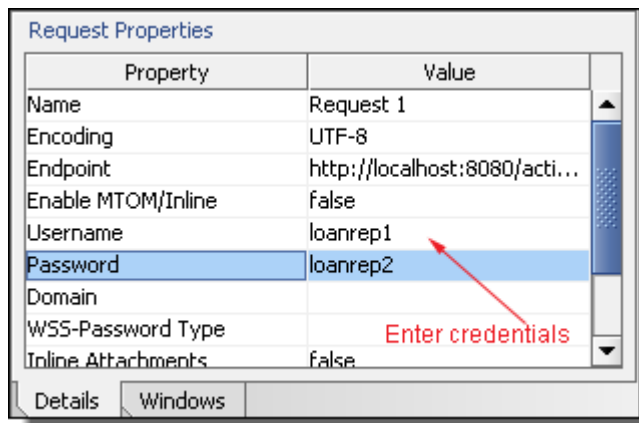 Request Properties
Property Value
Name Request 1
Encoding UTF-8
Endpoint http://localhost:8080/acti...
Enable MTOM/Inline false
Username loanrep1
Password loanrep2
Domain
WSS-Password Type
Enter credentials
Inline Attachments false
Details Windows